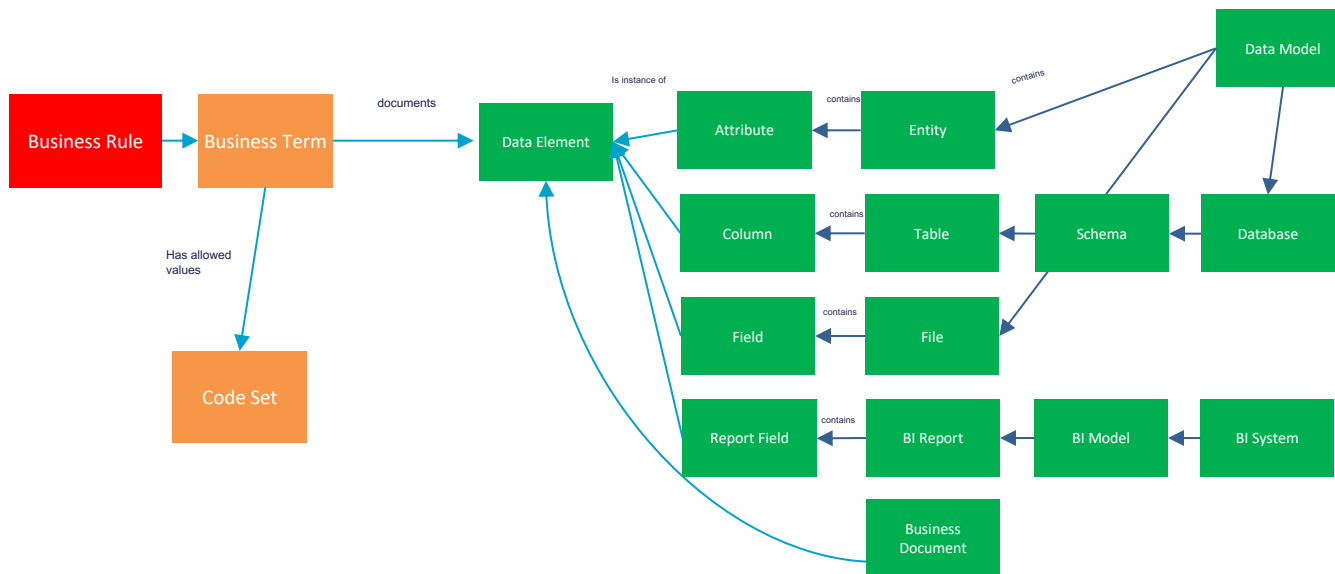 Data Model
contains
Is instance of
contains
documents
Business Rule
Business Term
Data Element
Attribute
Entity
contains
Column
Table
Schema
Database
Has allowed
values
contains
Field
File
Code Set
contains
Report Field
BI Report
BI Model
BI System
Business
Document